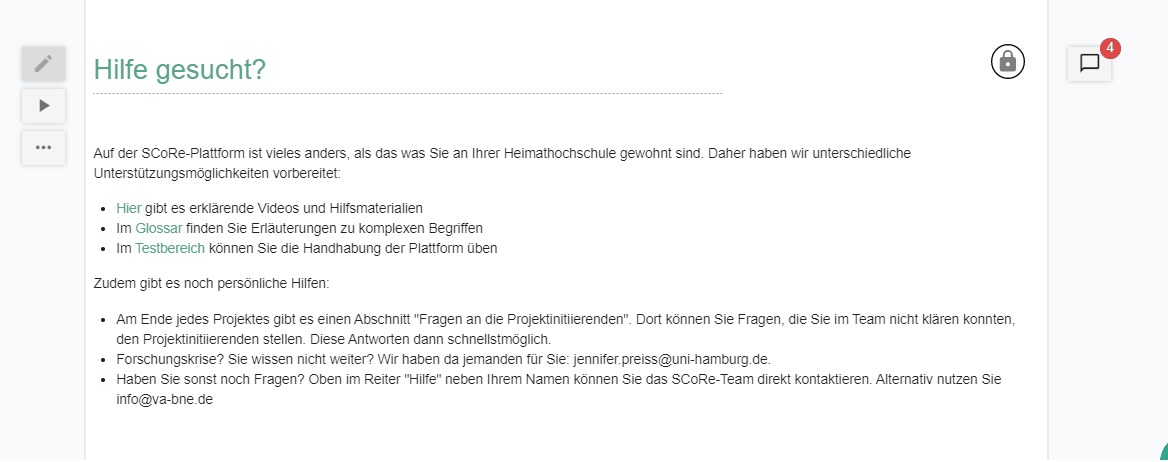 Hilfe gesucht?
4
Auf der SCoRe-Plattform ist vieles anders, als das was Sie an Ihrer Heimathochschule gewohnt sind. Daher haben wir unterschiedliche
Unterstützungsmöglichkeiten vorbereitet:
• Hier gibt es erklärende Videos und Hilfsmaterialien
• Im Glossar finden Sie Erläuterungen zu komplexen Begriffen
• Im Testbereich können Sie die Handhabung der Plattform üben
Zudem gibt es noch persönliche Hilfen:
• Am Ende jedes Projektes gibt es einen Abschnitt "Fragen an die Projektinitiierenden". Dort können Sie Fragen, die Sie im Team nicht klären konnten,
den Projektinitiierenden stellen. Diese Antworten dann schnellstmöglich.
• Forschungskrise? Sie wissen nicht weiter? Wir haben da jemanden für Sie: jennifer.preiss@uni-hamburg.de.
• Haben Sie sonst noch Fragen? Oben im Reiter "Hilfe" neben Ihrem Namen können Sie das SCoRe-Team direkt kontaktieren. Alternativ nutzen Sie
info@va-bne.de